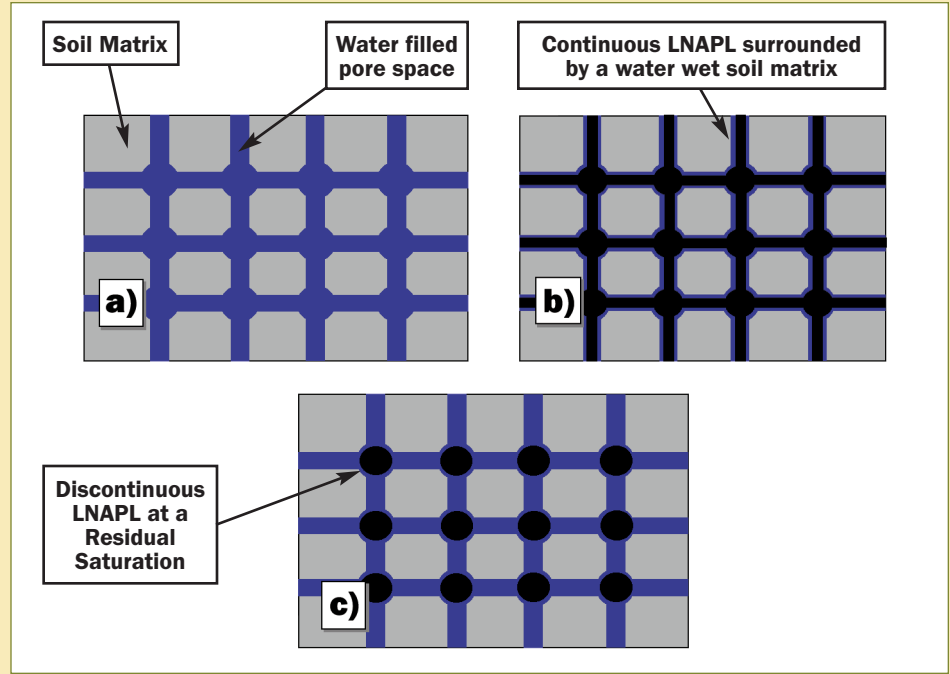 Soil Matrix
Water filled
pore space
Continuous LNAPL surrounded
by a water wet soil matrix
a)
b)
Discontinuous
LNAPL at a
Residual
Saturation
c)